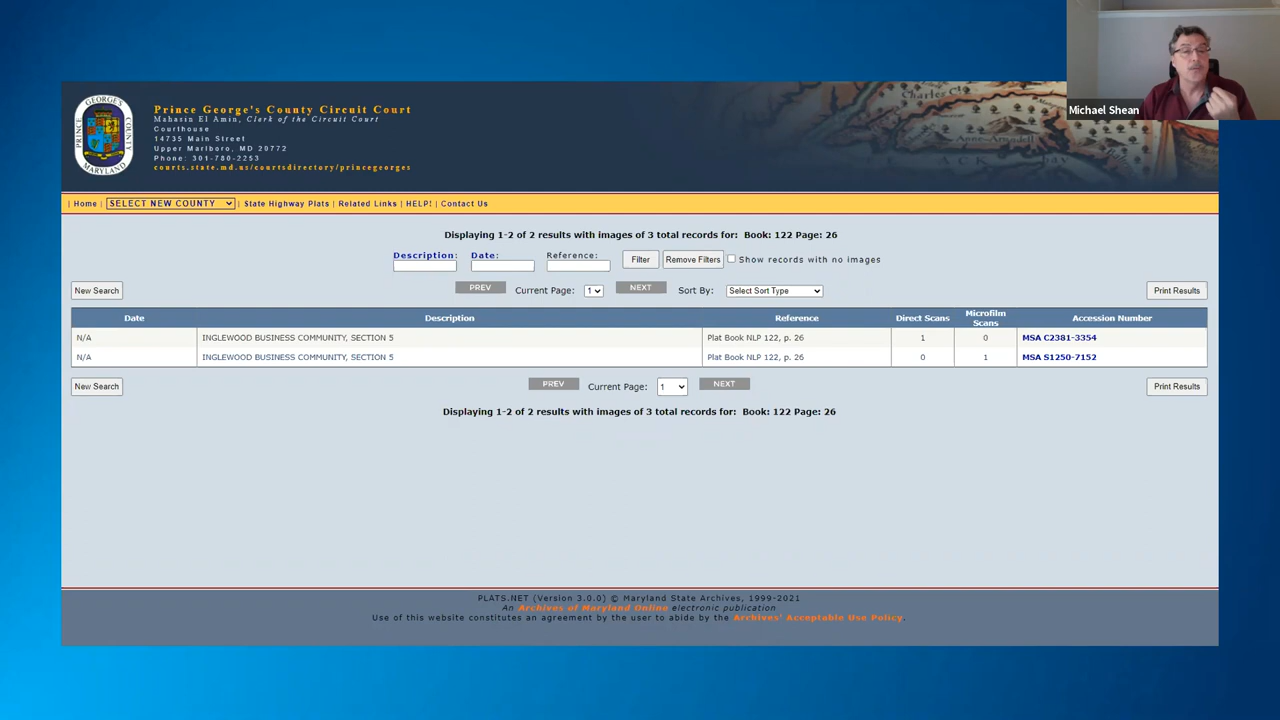 Michael Shean
PRINCE GEORGE'S COUNTY MARYLAND
Prince George's County Circuit Court
Mahasin El Amin, Clerk of the Circuit Court
Courthouse
14735 Main Street
Upper Marlboro, MD 20772
Phone: 301-780-2253
courts.state.md.us/courtsdirectory/princegeorges
| Home | SELECT NEW COUNTY | State Highway Plats | Related Links | HELP! | Contact Us
Displaying 1-2 of 2 results with images of 3 total records for: Book: 122 Page: 26
Description: Date: Reference: Filter Remove Filters Show records with no images
New Search PREV Current Page: 1 NEXT Sort By: Select Sort Type Print Results
Date Description Reference Direct Scans Microfilm Scans Accession Number
N/A INGLEWOOD BUSINESS COMMUNITY, SECTION 5 Plat Book NLP 122, p. 26 1 0 MSA C2381-3354
N/A INGLEWOOD BUSINESS COMMUNITY, SECTION 5 Plat Book NLP 122, p. 26 0 1 MSA S1250-7152
New Search PREV Current Page: 1 NEXT Print Results
Displaying 1-2 of 2 results with images of 3 total records for: Book: 122 Page: 26
PLATS.NET (Version 3.0.0) © Maryland State Archives, 1999-2021
An Archives of Maryland Online electronic publication
Use of this website constitutes an agreement by the user to abide by the Archives' Acceptable Use Policy.